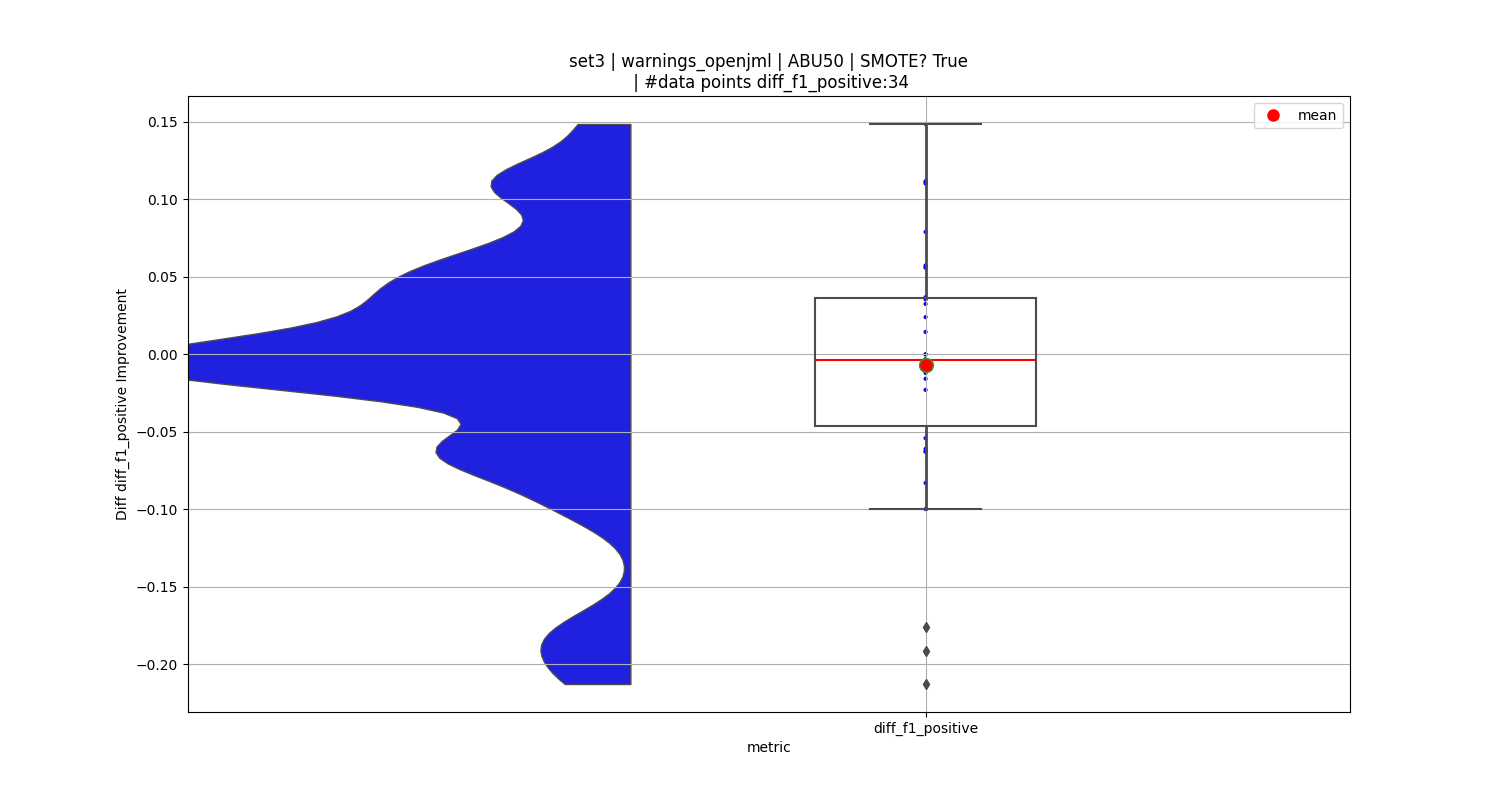 set3 | warnings_openjml | ABU50 | SMOTE? True
| #data points diff_f1_positive:34
mean
0.15
0.10
0.05
0.00
−0.05
−0.10
−0.15
−0.20
Diff diff_f1_positive Improvement
diff_f1_positive
metric